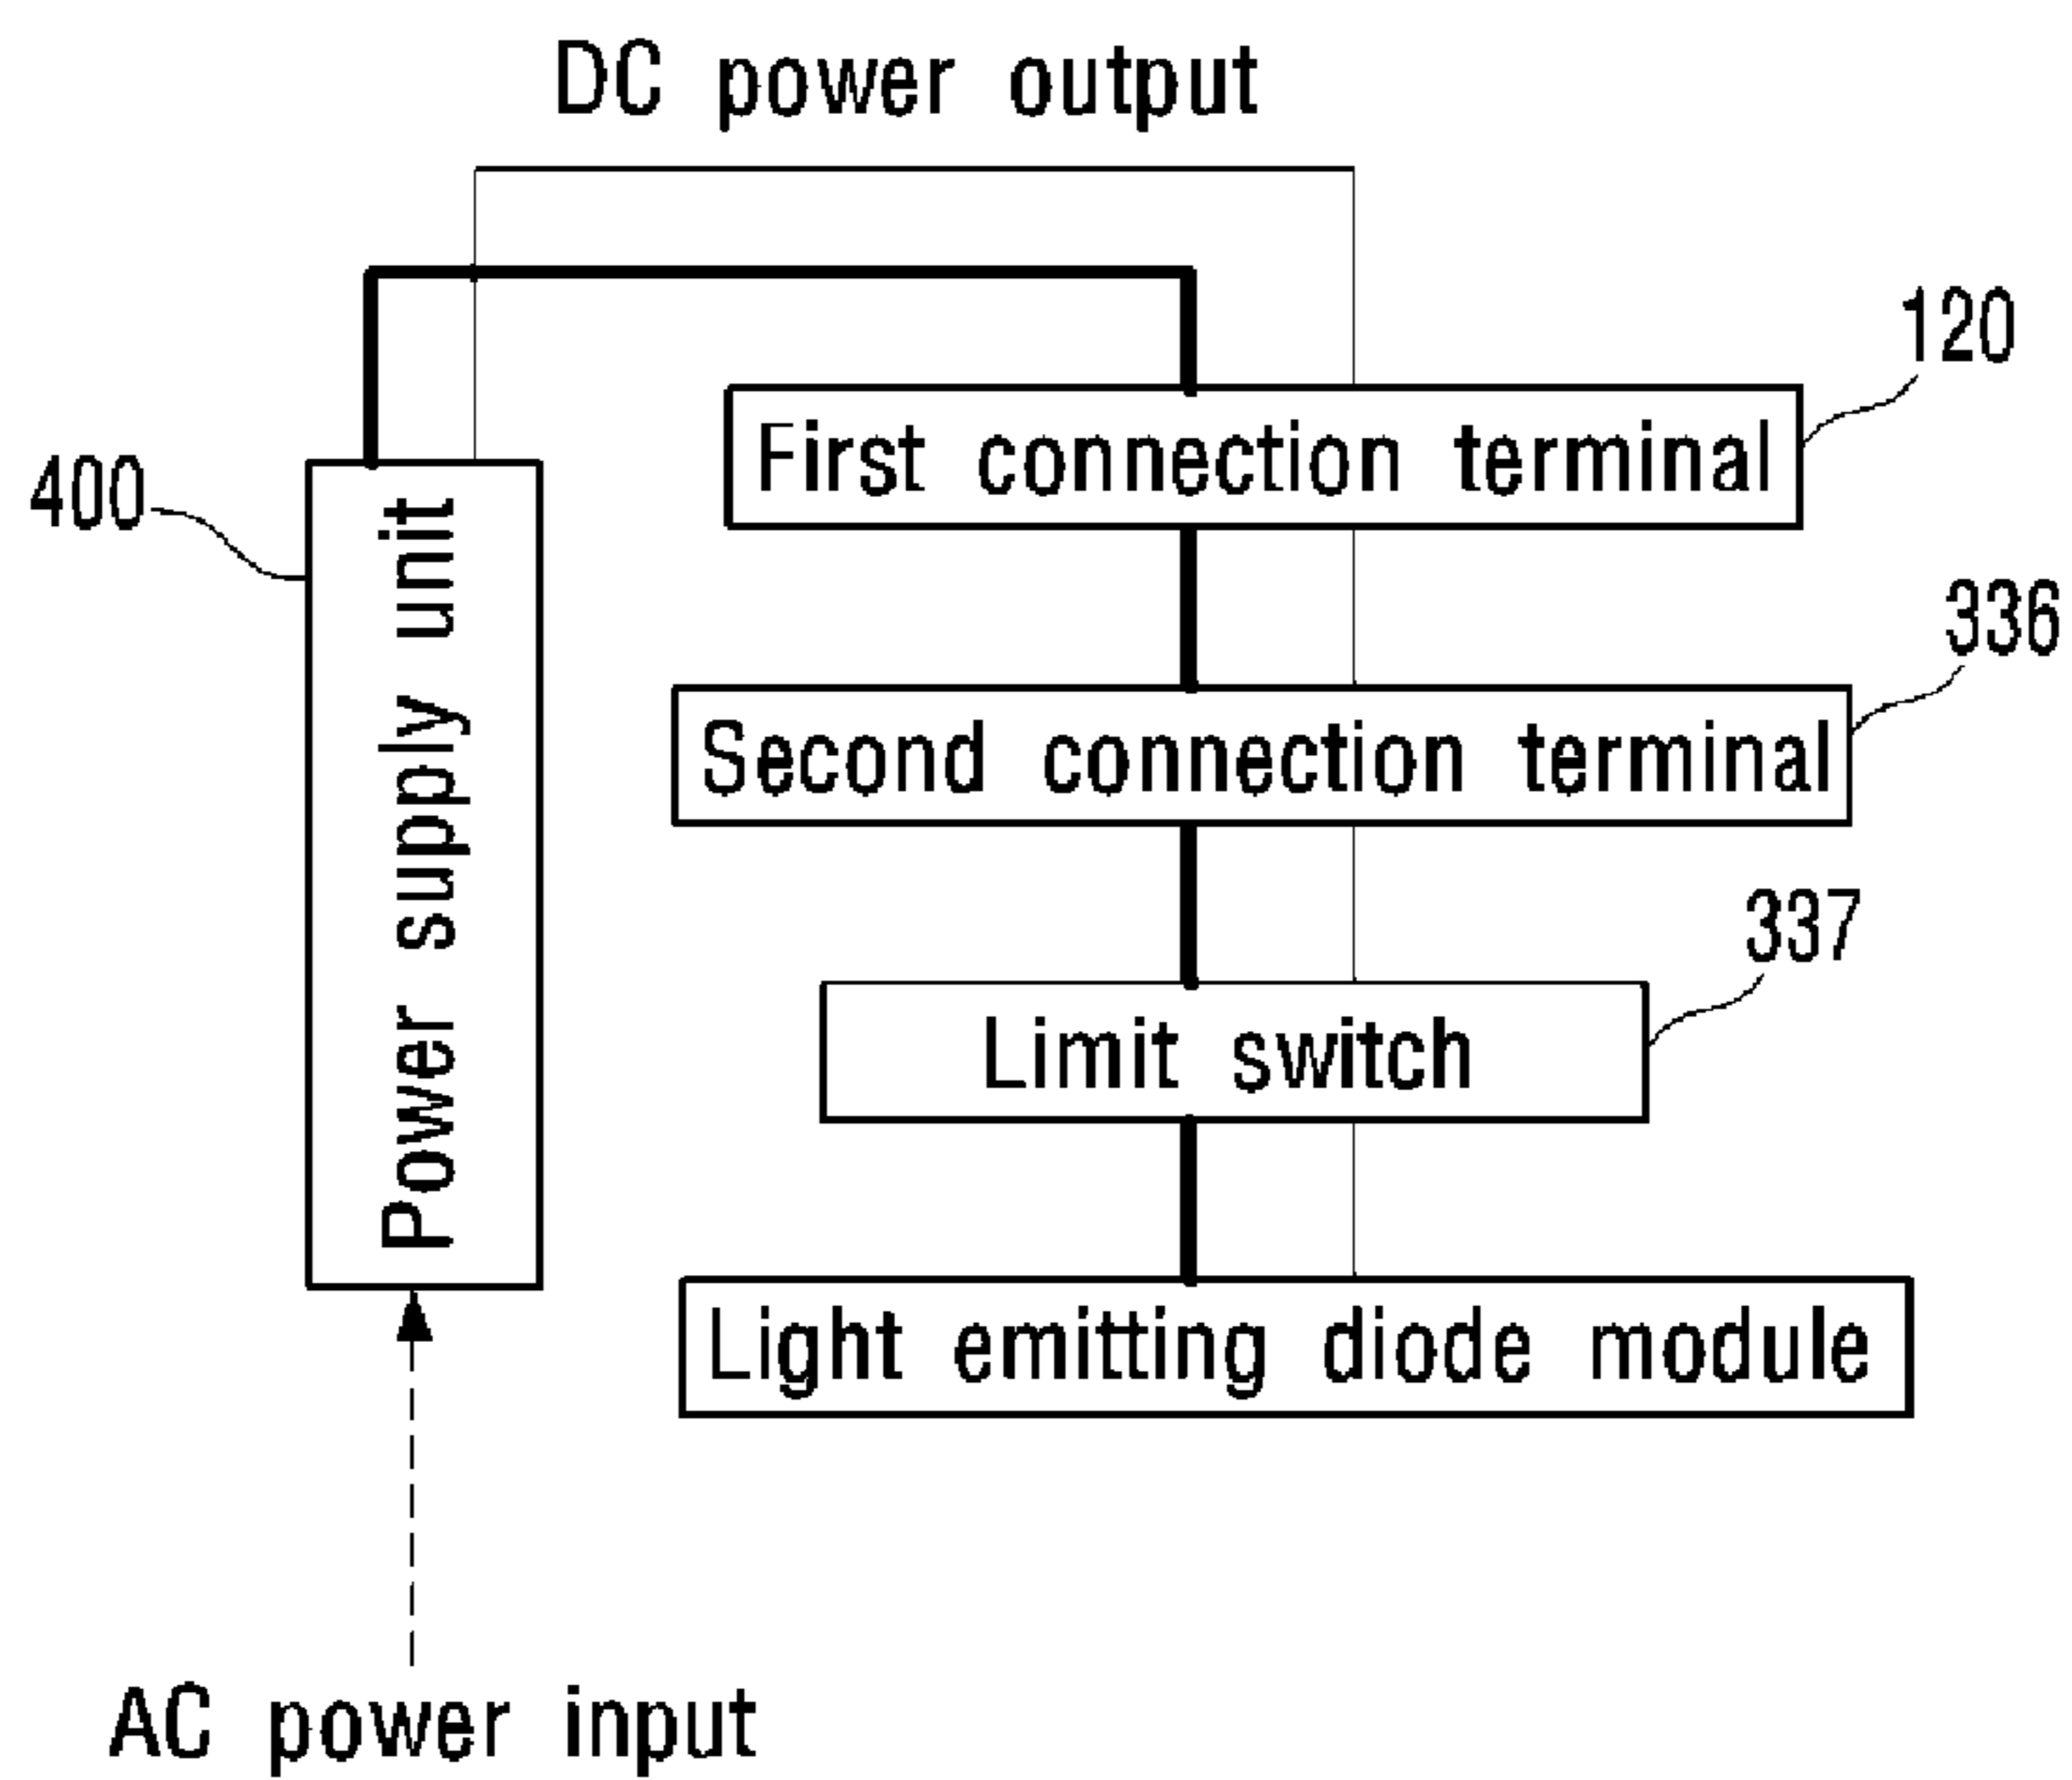 DC power output
120
First connection terminal
400
Power supply unit
336
Second connection terminal
337
Limit switch
Light emitting diode module
AC power input